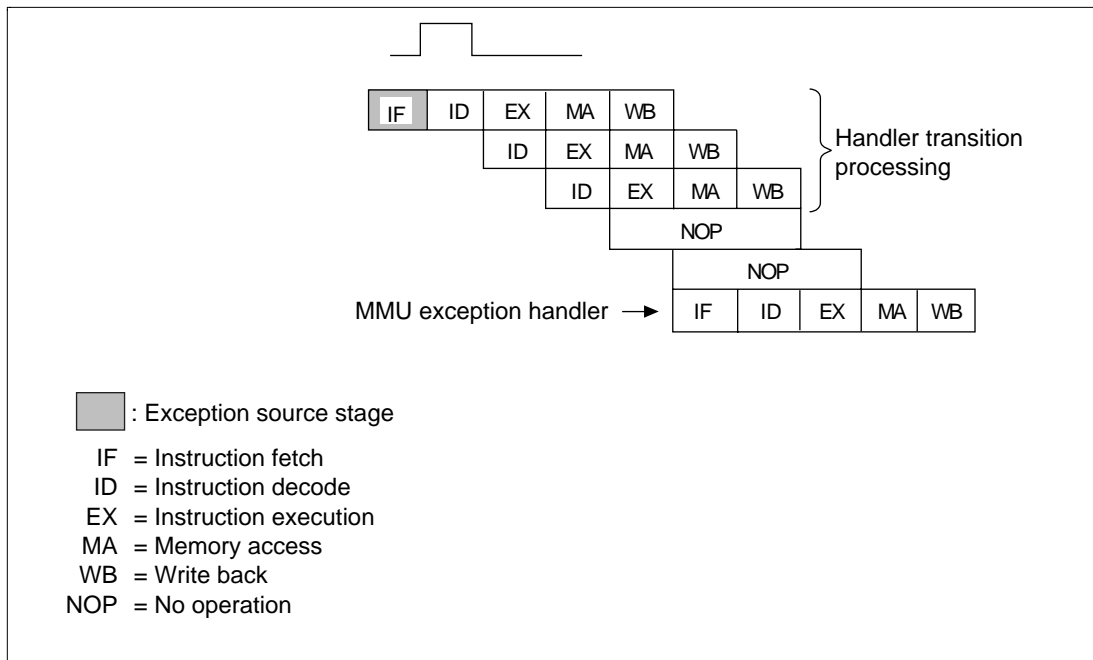 IF ID EX MA WB
ID EX MA WB
Handler transition
processing
ID EX MA WB
NOP
NOP
MMU exception handler
IF ID EX MA WB
: Exception source stage
IF = Instruction fetch
ID = Instruction decode
EX = Instruction execution
MA = Memory access
WB = Write back
NOP = No operation